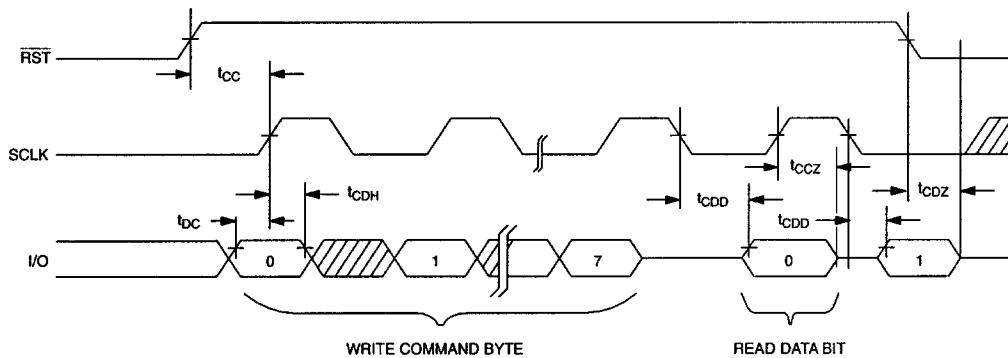 RST
tCC
SCLK
tCCZ
tCDH
tCDD
tCDZ
tDC
tCDD
I/O
0
1
7
0
1
WRITE COMMAND BYTE
READ DATA BIT